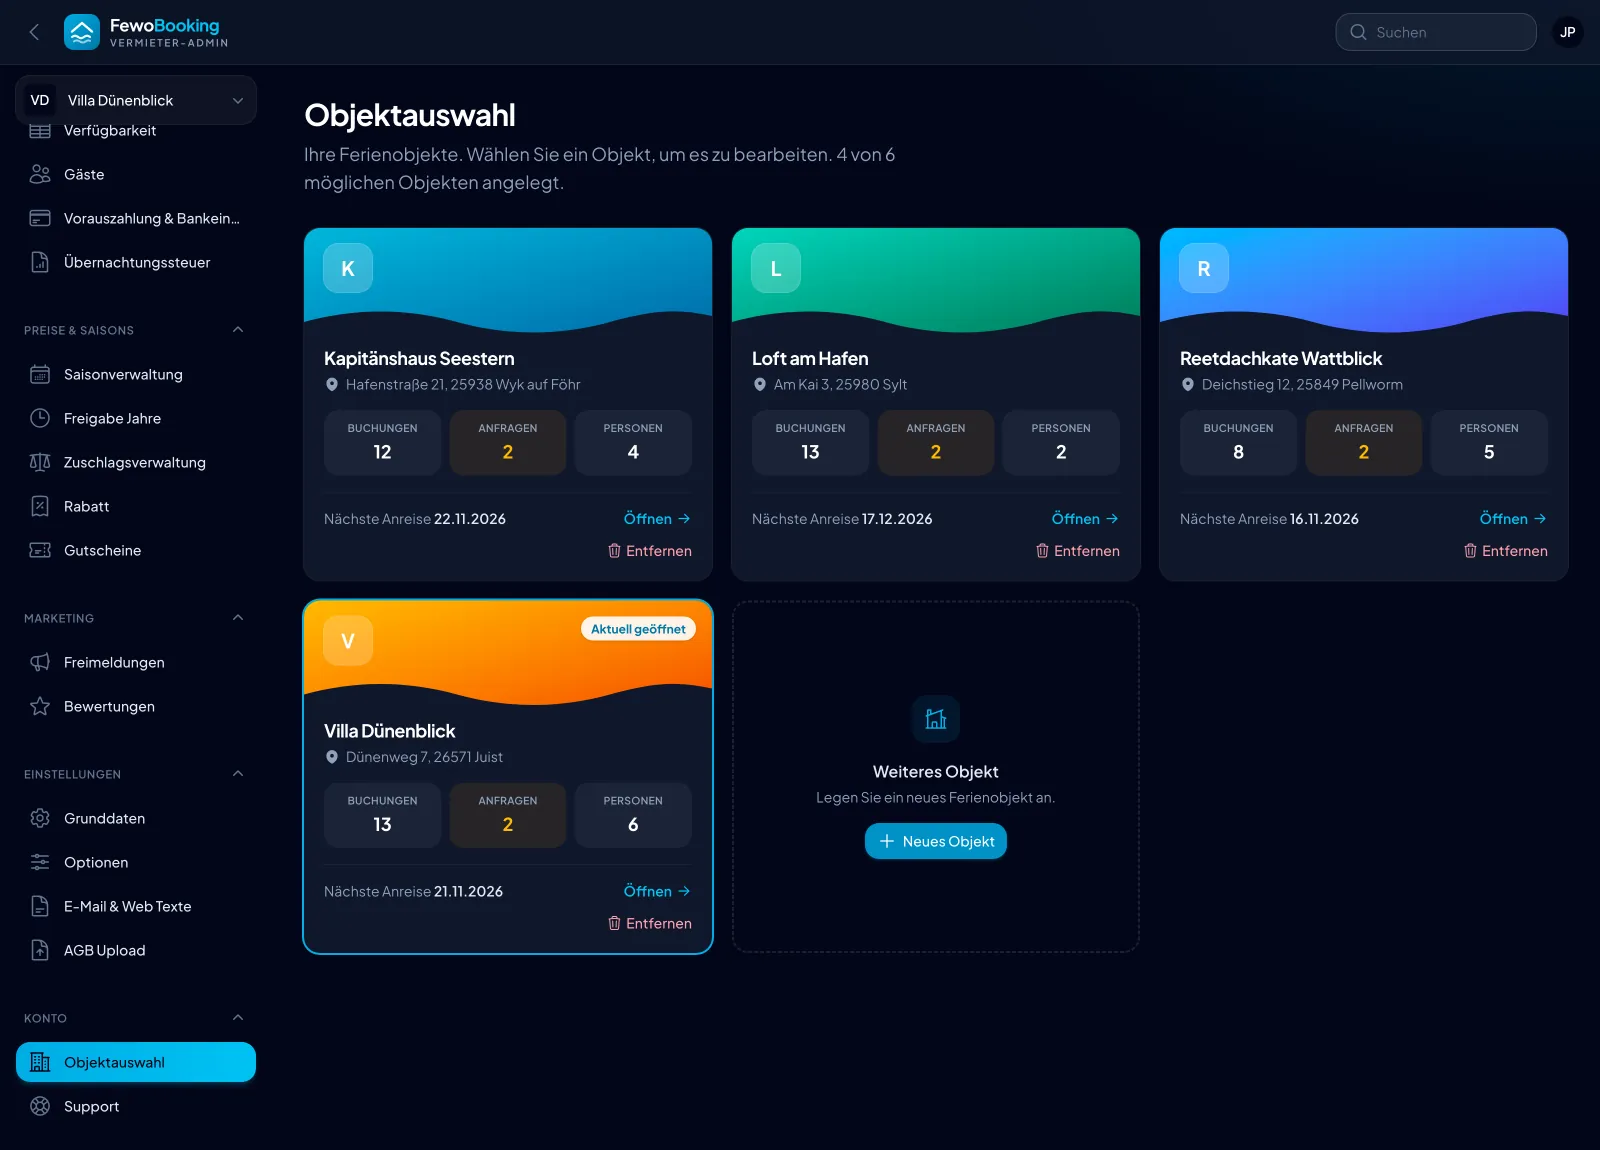 FewoBooking
VERMIETER-ADMIN
Suchen
JP
VD
Villa Dünenblick
Verfügbarkeit
Gäste
Vorauszahlung & Bankein…
Übernachtungssteuer
PREISE & SAISONS
Saisonverwaltung
Freigabe Jahre
Zuschlagsverwaltung
Rabatt
Gutscheine
MARKETING
Freimeldungen
Bewertungen
EINSTELLUNGEN
Grunddaten
Optionen
E-Mail & Web Texte
AGB Upload
KONTO
Objektauswahl
Support
Objektauswahl
Ihre Ferienobjekte. Wählen Sie ein Objekt, um es zu bearbeiten. 4 von 6
möglichen Objekten angelegt.
K
Kapitänshaus Seestern
Hafenstraße 21, 25938 Wyk auf Föhr
BUCHUNGEN ANFRAGEN PERSONEN
12 2 4
Nächste Anreise 22.11.2026 Öffnen →
Entfernen
L
Loft am Hafen
Am Kai 3, 25980 Sylt
BUCHUNGEN ANFRAGEN PERSONEN
13 2 2
Nächste Anreise 17.12.2026 Öffnen →
Entfernen
R
Reetdachkate Wattblick
Deichstieg 12, 25849 Pellworm
BUCHUNGEN ANFRAGEN PERSONEN
8 2 5
Nächste Anreise 16.11.2026 Öffnen →
Entfernen
V
Aktuell geöffnet
Villa Dünenblick
Dünenweg 7, 26571 Juist
BUCHUNGEN ANFRAGEN PERSONEN
13 2 6
Nächste Anreise 21.11.2026 Öffnen →
Entfernen
Weiteres Objekt
Legen Sie ein neues Ferienobjekt an.
+ Neues Objekt